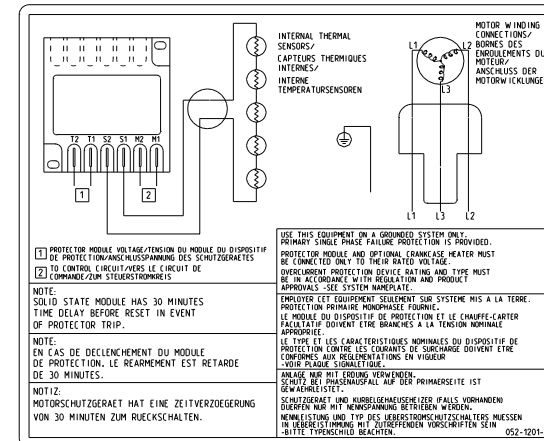 INTERNAL THERMAL
SENSORS/
CAPTEURS THERMIQUES
INTERNES/
INTERNE
TEMPERATURSENSOREN
MOTOR WINDING
CONNECTIONS/
BORNES DES
ENROULEMENTS DU
MOTEUR/
ANSCHLUSS DER
MOTORWICKLUNGEN
L1
L2
L3
T2 T1 S2 S1 M2 M1
1
2
L1 L3 L2
1 PROTECTOR MODULE VOLTAGE/TENSION DU MODULE DU DISPOSITIF
DE PROTECTION/ANSCHLUSSPANNUNG DES SCHUTZGERAETES
2 TO CONTROL CIRCUIT/VERS LE CIRCUIT DE
COMMANDE/ZUM STEUERSTROMKREIS
NOTE:
SOLID STATE MODULE HAS 30 MINUTES
TIME DELAY BEFORE RESET IN EVENT
OF PROTECTOR TRIP.
NOTE:
EN CAS DE DECLENCHEMENT DU MODULE
DE PROTECTION. LE REARMEMENT EST RETARDE
DE 30 MINUTES.
NOTIZ:
MOTORSCHUTZGERAET HAT EINE ZEITVERZOEGERUNG
VON 30 MINUTEN ZUM RUECKSCHALTEN.
USE THIS EQUIPMENT ON A GROUNDED SYSTEM ONLY.
PRIMARY SINGLE PHASE FAILURE PROTECTION IS PROVIDED.
PROTECTOR MODULE AND OPTIONAL CRANKCASE HEATER MUST
BE CONNECTED ONLY TO THEIR RATED VOLTAGE.
OVERCURRENT PROTECTION DEVICE RATING AND TYPE MUST
BE IN ACCORDANCE WITH REGULATION AND PRODUCT
APPROVALS -SEE SYSTEM NAMEPLATE.
EMPLOYER CET EQUIPEMENT SEULEMENT SUR SYSTEME MIS A LA TERRE.
PROTECTION PRIMAIRE MONOPHASEE FOURNIE.
LE MODULE DU DISPOSITIF DE PROTECTION ET LE CHAUFFE-CARTER
FACULTATIF DOIVENT ETRE BRANCHES A LA TENSION NOMINALE
APPROPRIEE.
LE TYPE ET LES CARACTERISTIQUES NOMINALES DU DISPOSITIF DE
PROTECTION CONTRE LES COURANTS DE SURCHARGE DOIVENT ETRE
CONFORMES AUX REGLEMENTATIONS EN VIGUEUR
-VOIR PLAQUE SIGNALETIQUE.
ANLAGE NUR MIT ERDUNG VERWENDEN.
SCHUTZ BEI PHASENAUSFALL AUF DER PRIMAERSEITE IST
GEWAEHRLEISTET.
SCHUTZGERAET UND KURBELGEHAEUSEHEIZER (FALLS VORHANDEN)
DUERFEN NUR MIT NENNSPANNUNG BETRIEBEN WERDEN.
NENNLEISTUNG UND TYP DES UEBERSTROMSCHUTZSCHALTERS MUESSEN
IN UEBEREISTIMMUNG MIT ZUTREFFENDEN VORSCHRIFTEN SEIN
-BITTE TYPENSCHILD BEACHTEN.
052-1201-